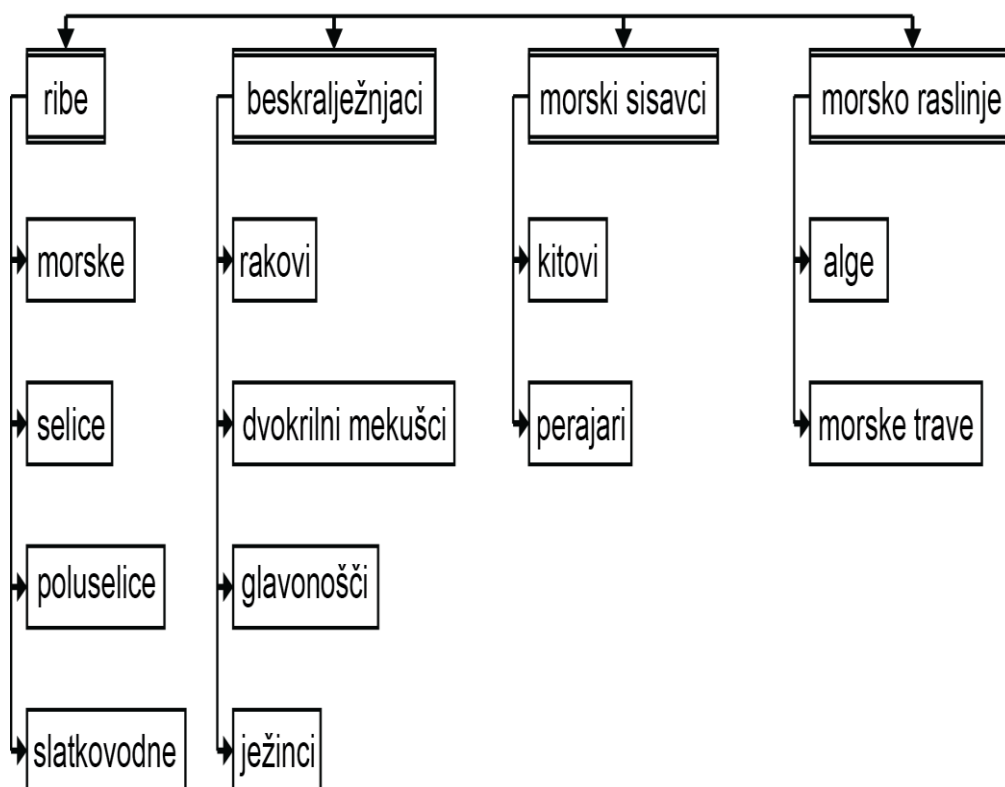 ribe
beskralježnjaci
morski sisavci
morsko raslinje
morske
rakovi
kitovi
alge
selice
dvokrilni mekušci
perajari
morske trave
poluselice
glavonošči
slatkovodne
ježinci